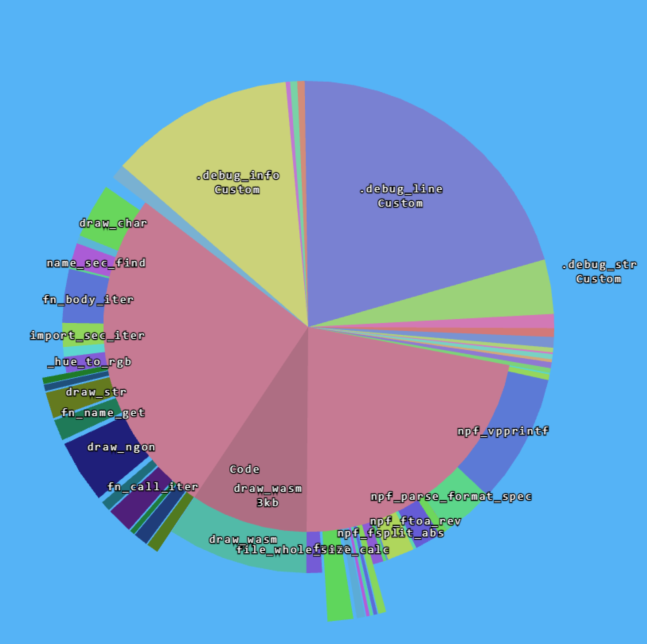 .debug_info
Custom
.debug_line
Custom
.debug_str
Custom
draw_char
name_sec_find
fn_body_iter
import_sec_iter
_hue_to_rgb
draw_str
fn_name_get
draw_ngon
fn_call_iter
Code
draw_wasm
3kb
npf_vpprintf
npf_parse_format_spec
npf_ftoa_rev
npf_fsplit_abs
draw_wasm
file_whole_size_calc